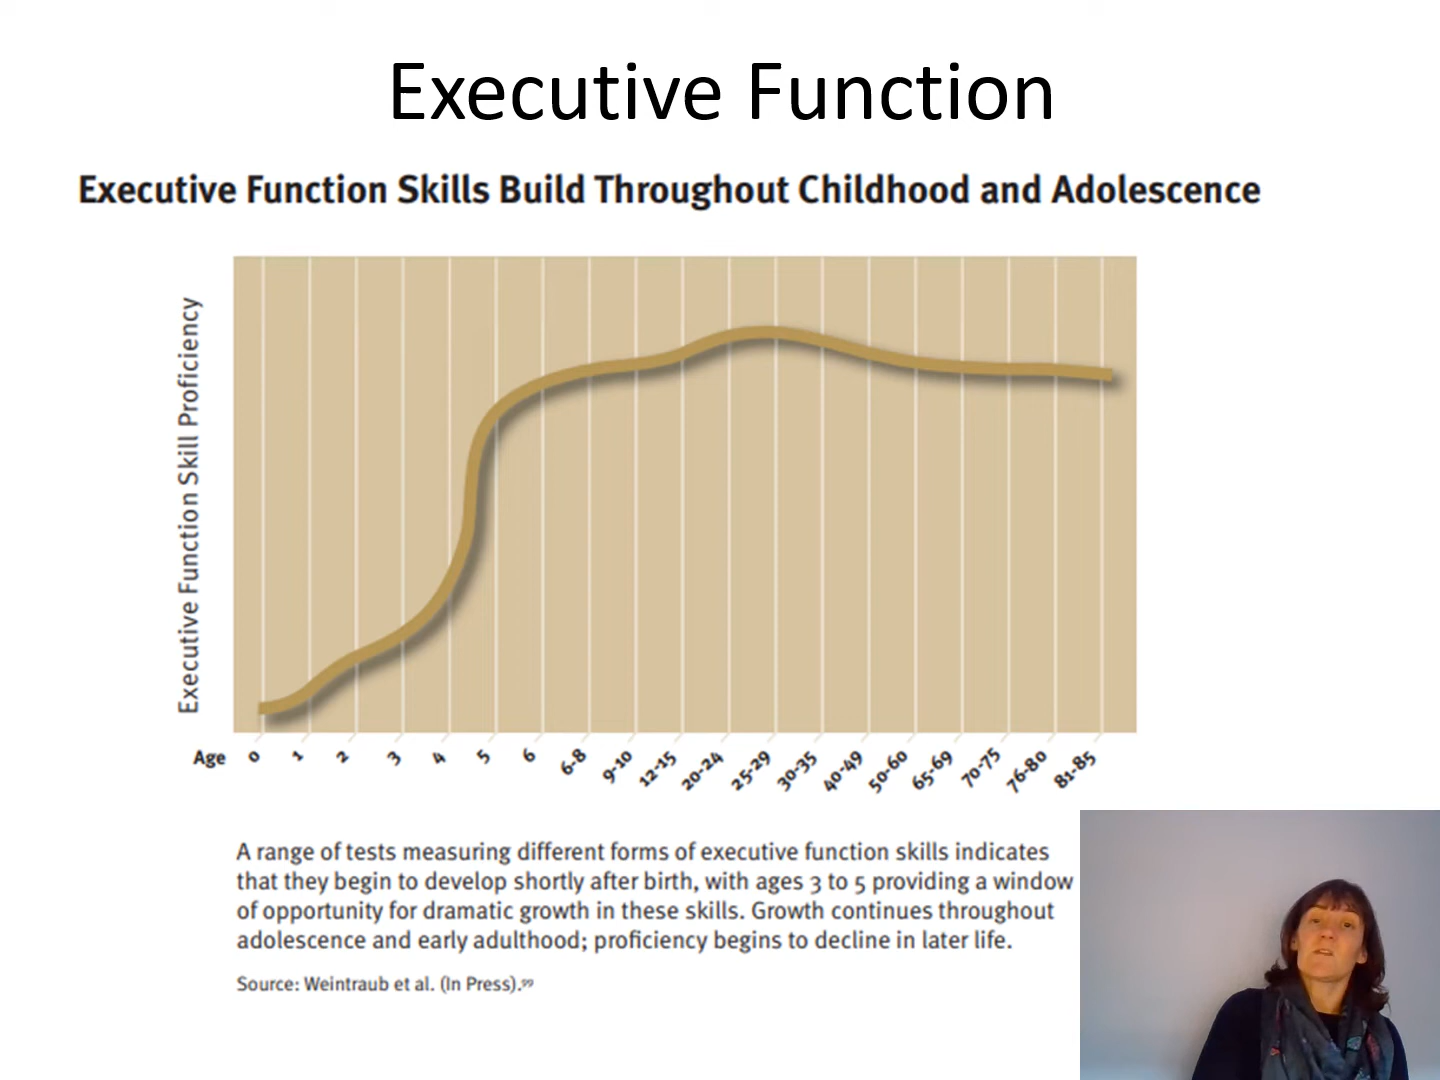 Executive Function
Executive Function Skills Build Throughout Childhood and Adolescence
Executive Function Skill Proficiency
Age 0 1 2 3 4 5 6 6-8 9-10 12-15 20-24 25-29 30-35 40-49 50-60 65-69 70-75 76-80 81-85
A range of tests measuring different forms of executive function skills indicates
that they begin to develop shortly after birth, with ages 3 to 5 providing a window
of opportunity for dramatic growth in these skills. Growth continues throughout
adolescence and early adulthood; proficiency begins to decline in later life.
Source: Weintraub et al. (In Press).⁹⁹